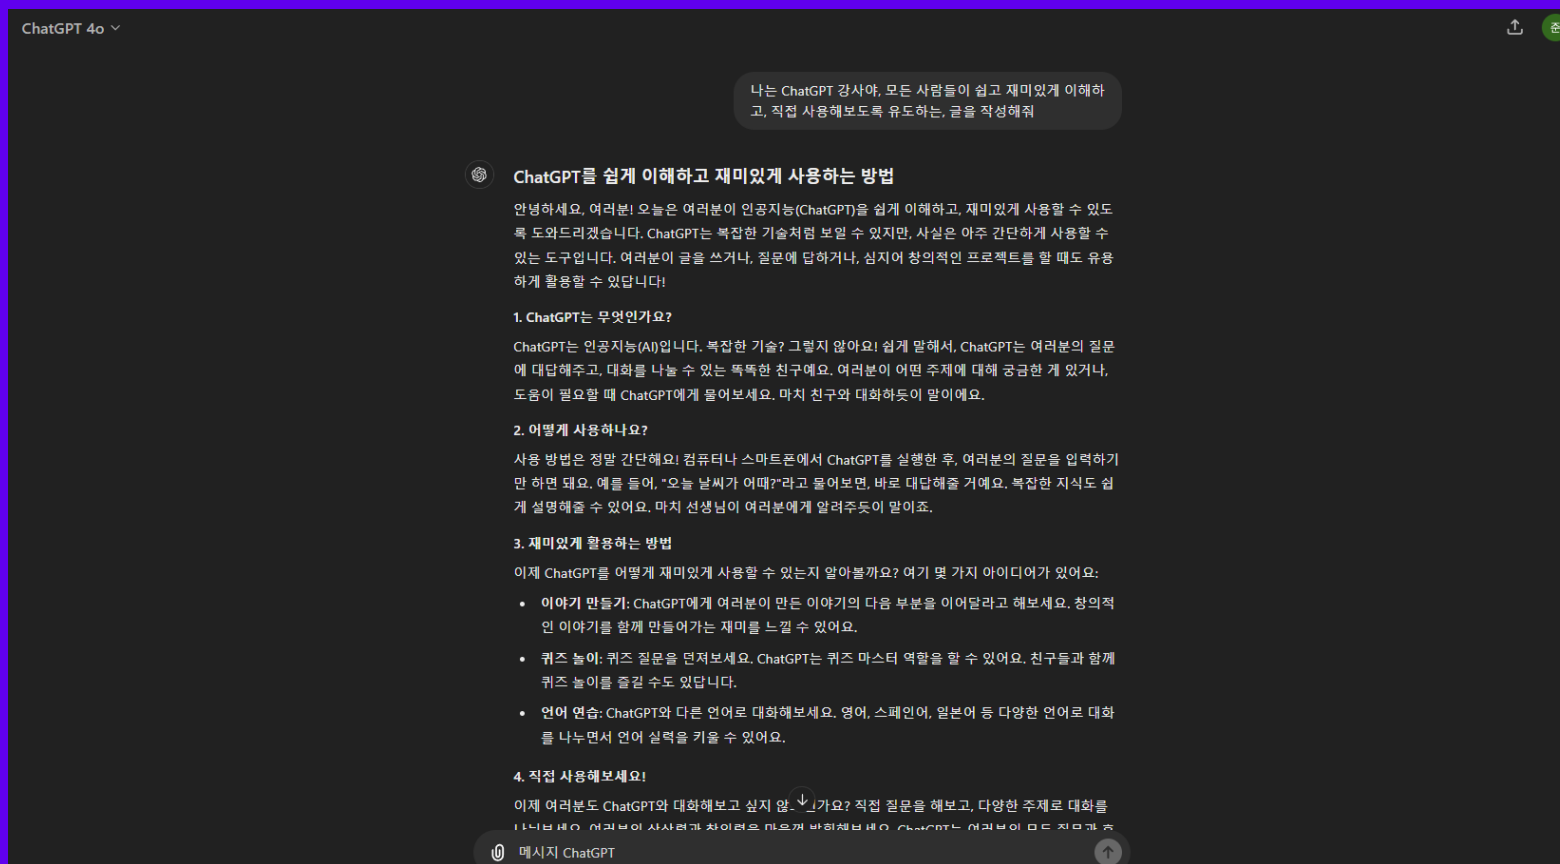 ChatGPT 4o
준
나는 ChatGPT 강사야, 모든 사람들이 쉽고 재미있게 이해하
고, 직접 사용해보도록 유도하는, 글을 작성해줘
ChatGPT를 쉽게 이해하고 재미있게 사용하는 방법
안녕하세요, 여러분! 오늘은 여러분이 인공지능(ChatGPT)을 쉽게 이해하고, 재미있게 사용할 수 있도
록 도와드리겠습니다. ChatGPT는 복잡한 기술처럼 보일 수 있지만, 사실은 아주 간단하게 사용할 수
있는 도구입니다. 여러분이 글을 쓰거나, 질문에 답하거나, 심지어 창의적인 프로젝트를 할 때도 유용
하게 활용할 수 있답니다!
1. ChatGPT는 무엇인가요?
ChatGPT는 인공지능(AI)입니다. 복잡한 기술? 그렇지 않아요! 쉽게 말해서, ChatGPT는 여러분의 질문
에 대답해주고, 대화를 나눌 수 있는 똑똑한 친구예요. 여러분이 어떤 주제에 대해 궁금한 게 있거나,
도움이 필요할 때 ChatGPT에게 물어보세요. 마치 친구와 대화하듯이 말이에요.
2. 어떻게 사용하나요?
사용 방법은 정말 간단해요! 컴퓨터나 스마트폰에서 ChatGPT를 실행한 후, 여러분의 질문을 입력하기
만 하면 돼요. 예를 들어, "오늘 날씨가 어때?"라고 물어보면, 바로 대답해줄 거예요. 복잡한 지식도 쉽
게 설명해줄 수 있어요. 마치 선생님이 여러분에게 알려주듯이 말이죠.
3. 재미있게 활용하는 방법
이제 ChatGPT를 어떻게 재미있게 사용할 수 있는지 알아볼까요? 여기 몇 가지 아이디어가 있어요:
• 이야기 만들기: ChatGPT에게 여러분이 만든 이야기의 다음 부분을 이어달라고 해보세요. 창의적
인 이야기를 함께 만들어가는 재미를 느낄 수 있어요.
• 퀴즈 놀이: 퀴즈 질문을 던져보세요. ChatGPT는 퀴즈 마스터 역할을 할 수 있어요. 친구들과 함께
퀴즈 놀이를 즐길 수도 있답니다.
• 언어 연습: ChatGPT와 다른 언어로 대화해보세요. 영어, 스페인어, 일본어 등 다양한 언어로 대화
를 나누면서 언어 실력을 키울 수 있어요.
4. 직접 사용해보세요!
이제 여러분도 ChatGPT와 대화해보고 싶지 직접 질문을 해보고, 다양한 주제로 대화를
메시지 ChatGPT